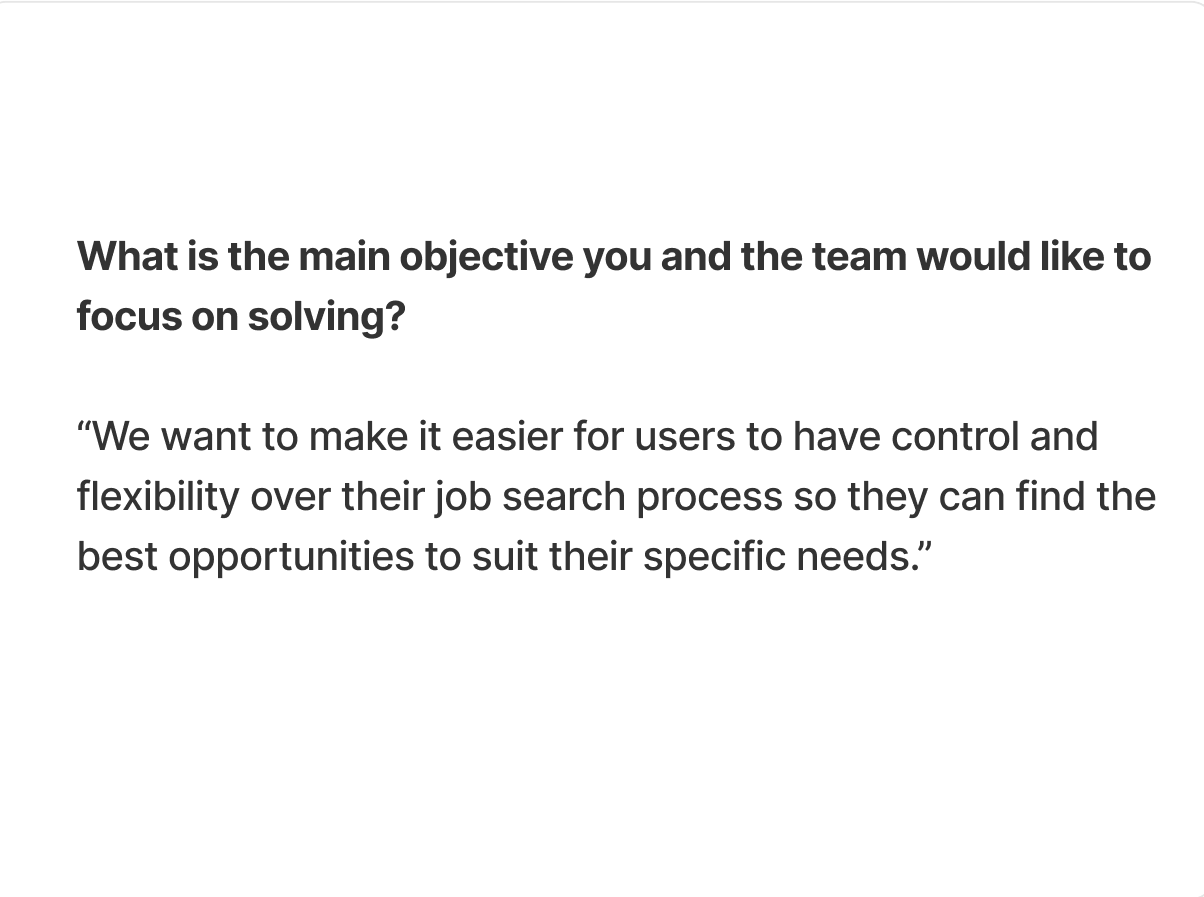 What is the main objective you and the team would like to
focus on solving?
“We want to make it easier for users to have control and
flexibility over their job search process so they can find the
best opportunities to suit their specific needs.”